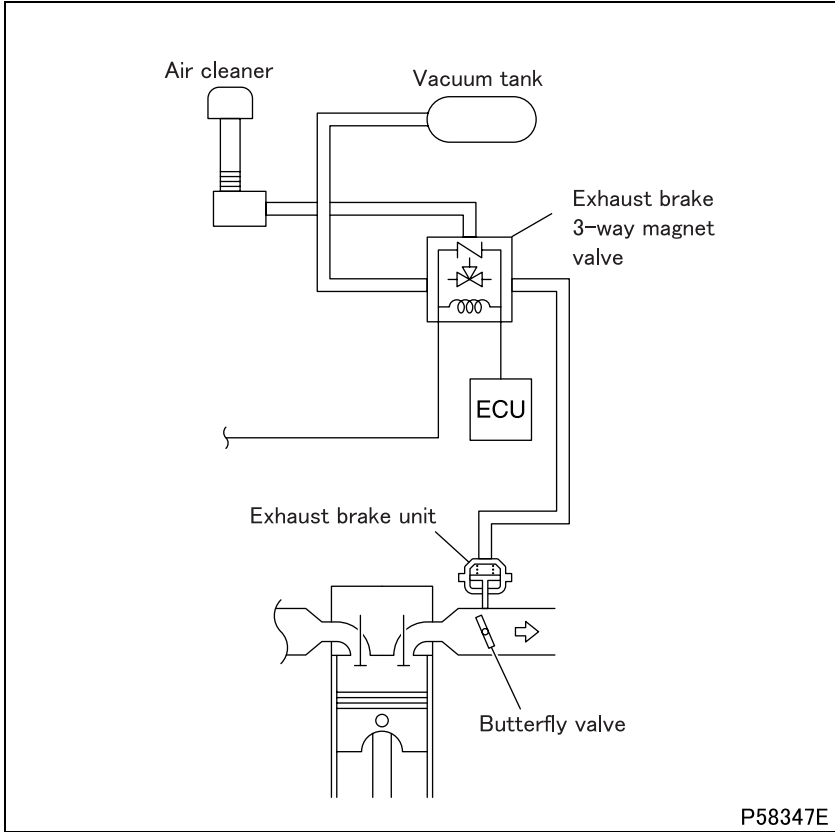 Air cleaner
Vacuum tank
Exhaust brake
3-way magnet
valve
ECU
Exhaust brake unit
Butterfly valve
P58347E